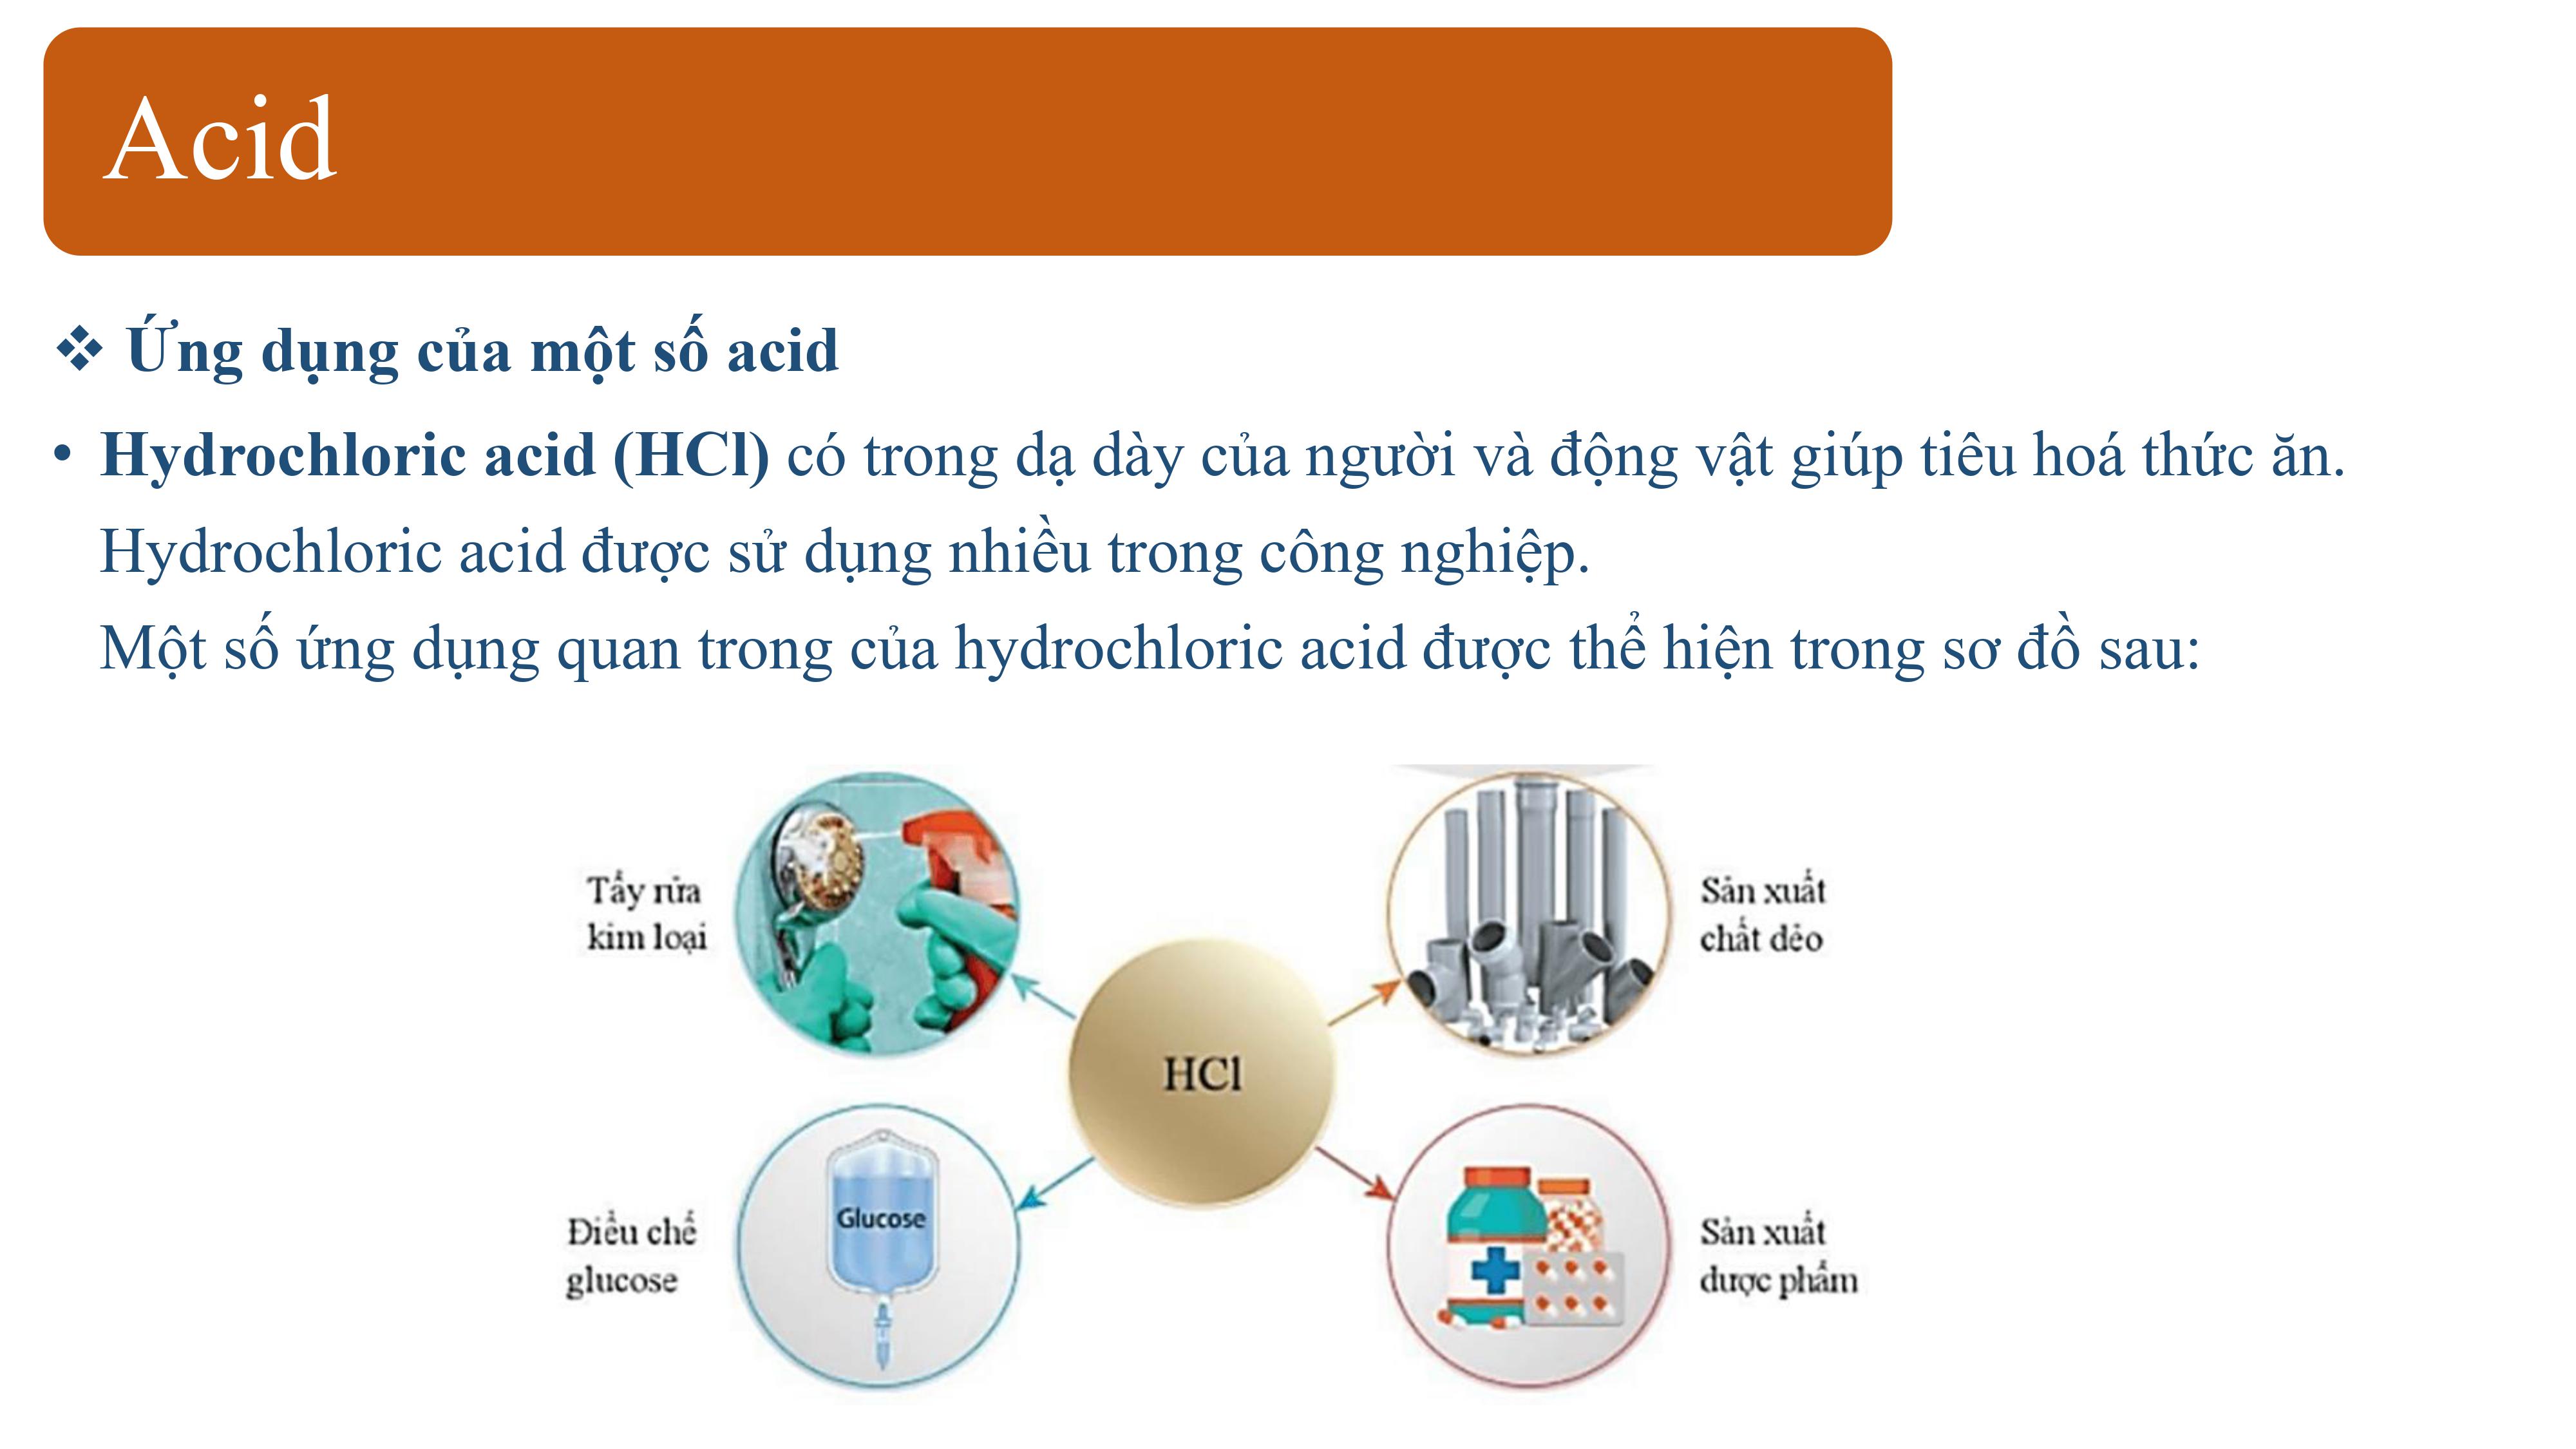 Acid
❖ Ứng dụng của một số acid
• Hydrochloric acid (HCl) có trong dạ dày của người và động vật giúp tiêu hoá thức ăn.
Hydrochloric acid được sử dụng nhiều trong công nghiệp.
Một số ứng dụng quan trong của hydrochloric acid được thể hiện trong sơ đồ sau:
Tẩy rửa
kim loại
Sản xuất
chất dẻo
HCl
Glucose
Điều chế
glucose
Sản xuất
dược phẩm